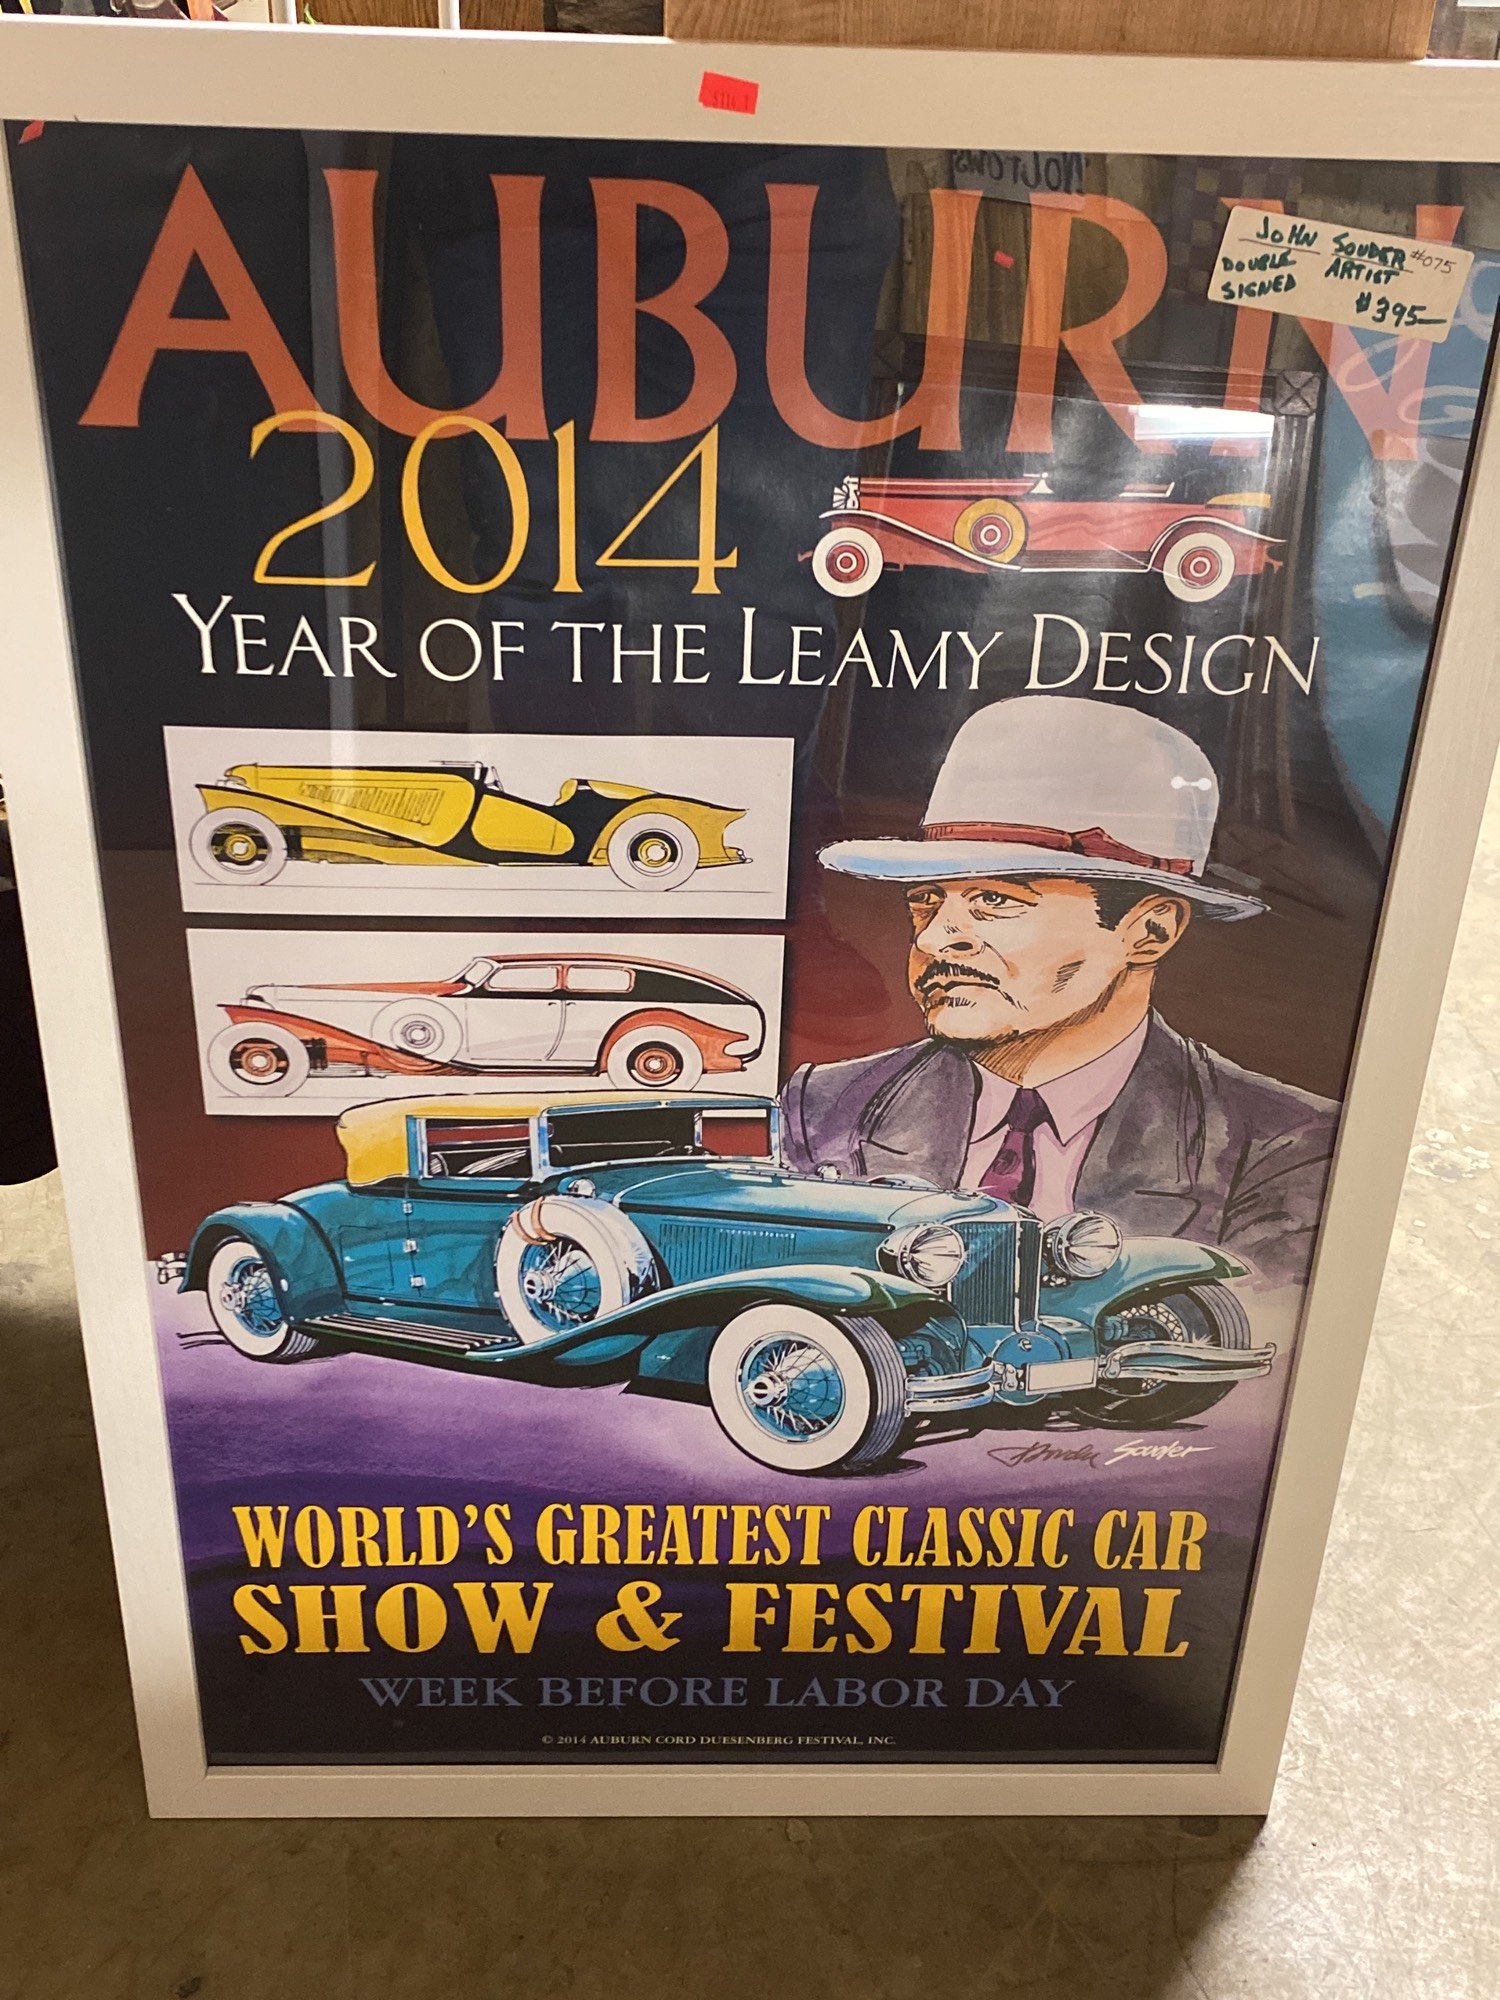 AUBURN
JOHN SOUDER #075
DOUBLE ARTIST
SIGNED $395—
2014
YEAR OF THE LEAMY DESIGN
Souder
WORLD'S GREATEST CLASSIC CAR
SHOW & FESTIVAL
WEEK BEFORE LABOR DAY
© 2014 AUBURN CORD DUESENBERG FESTIVAL, INC.